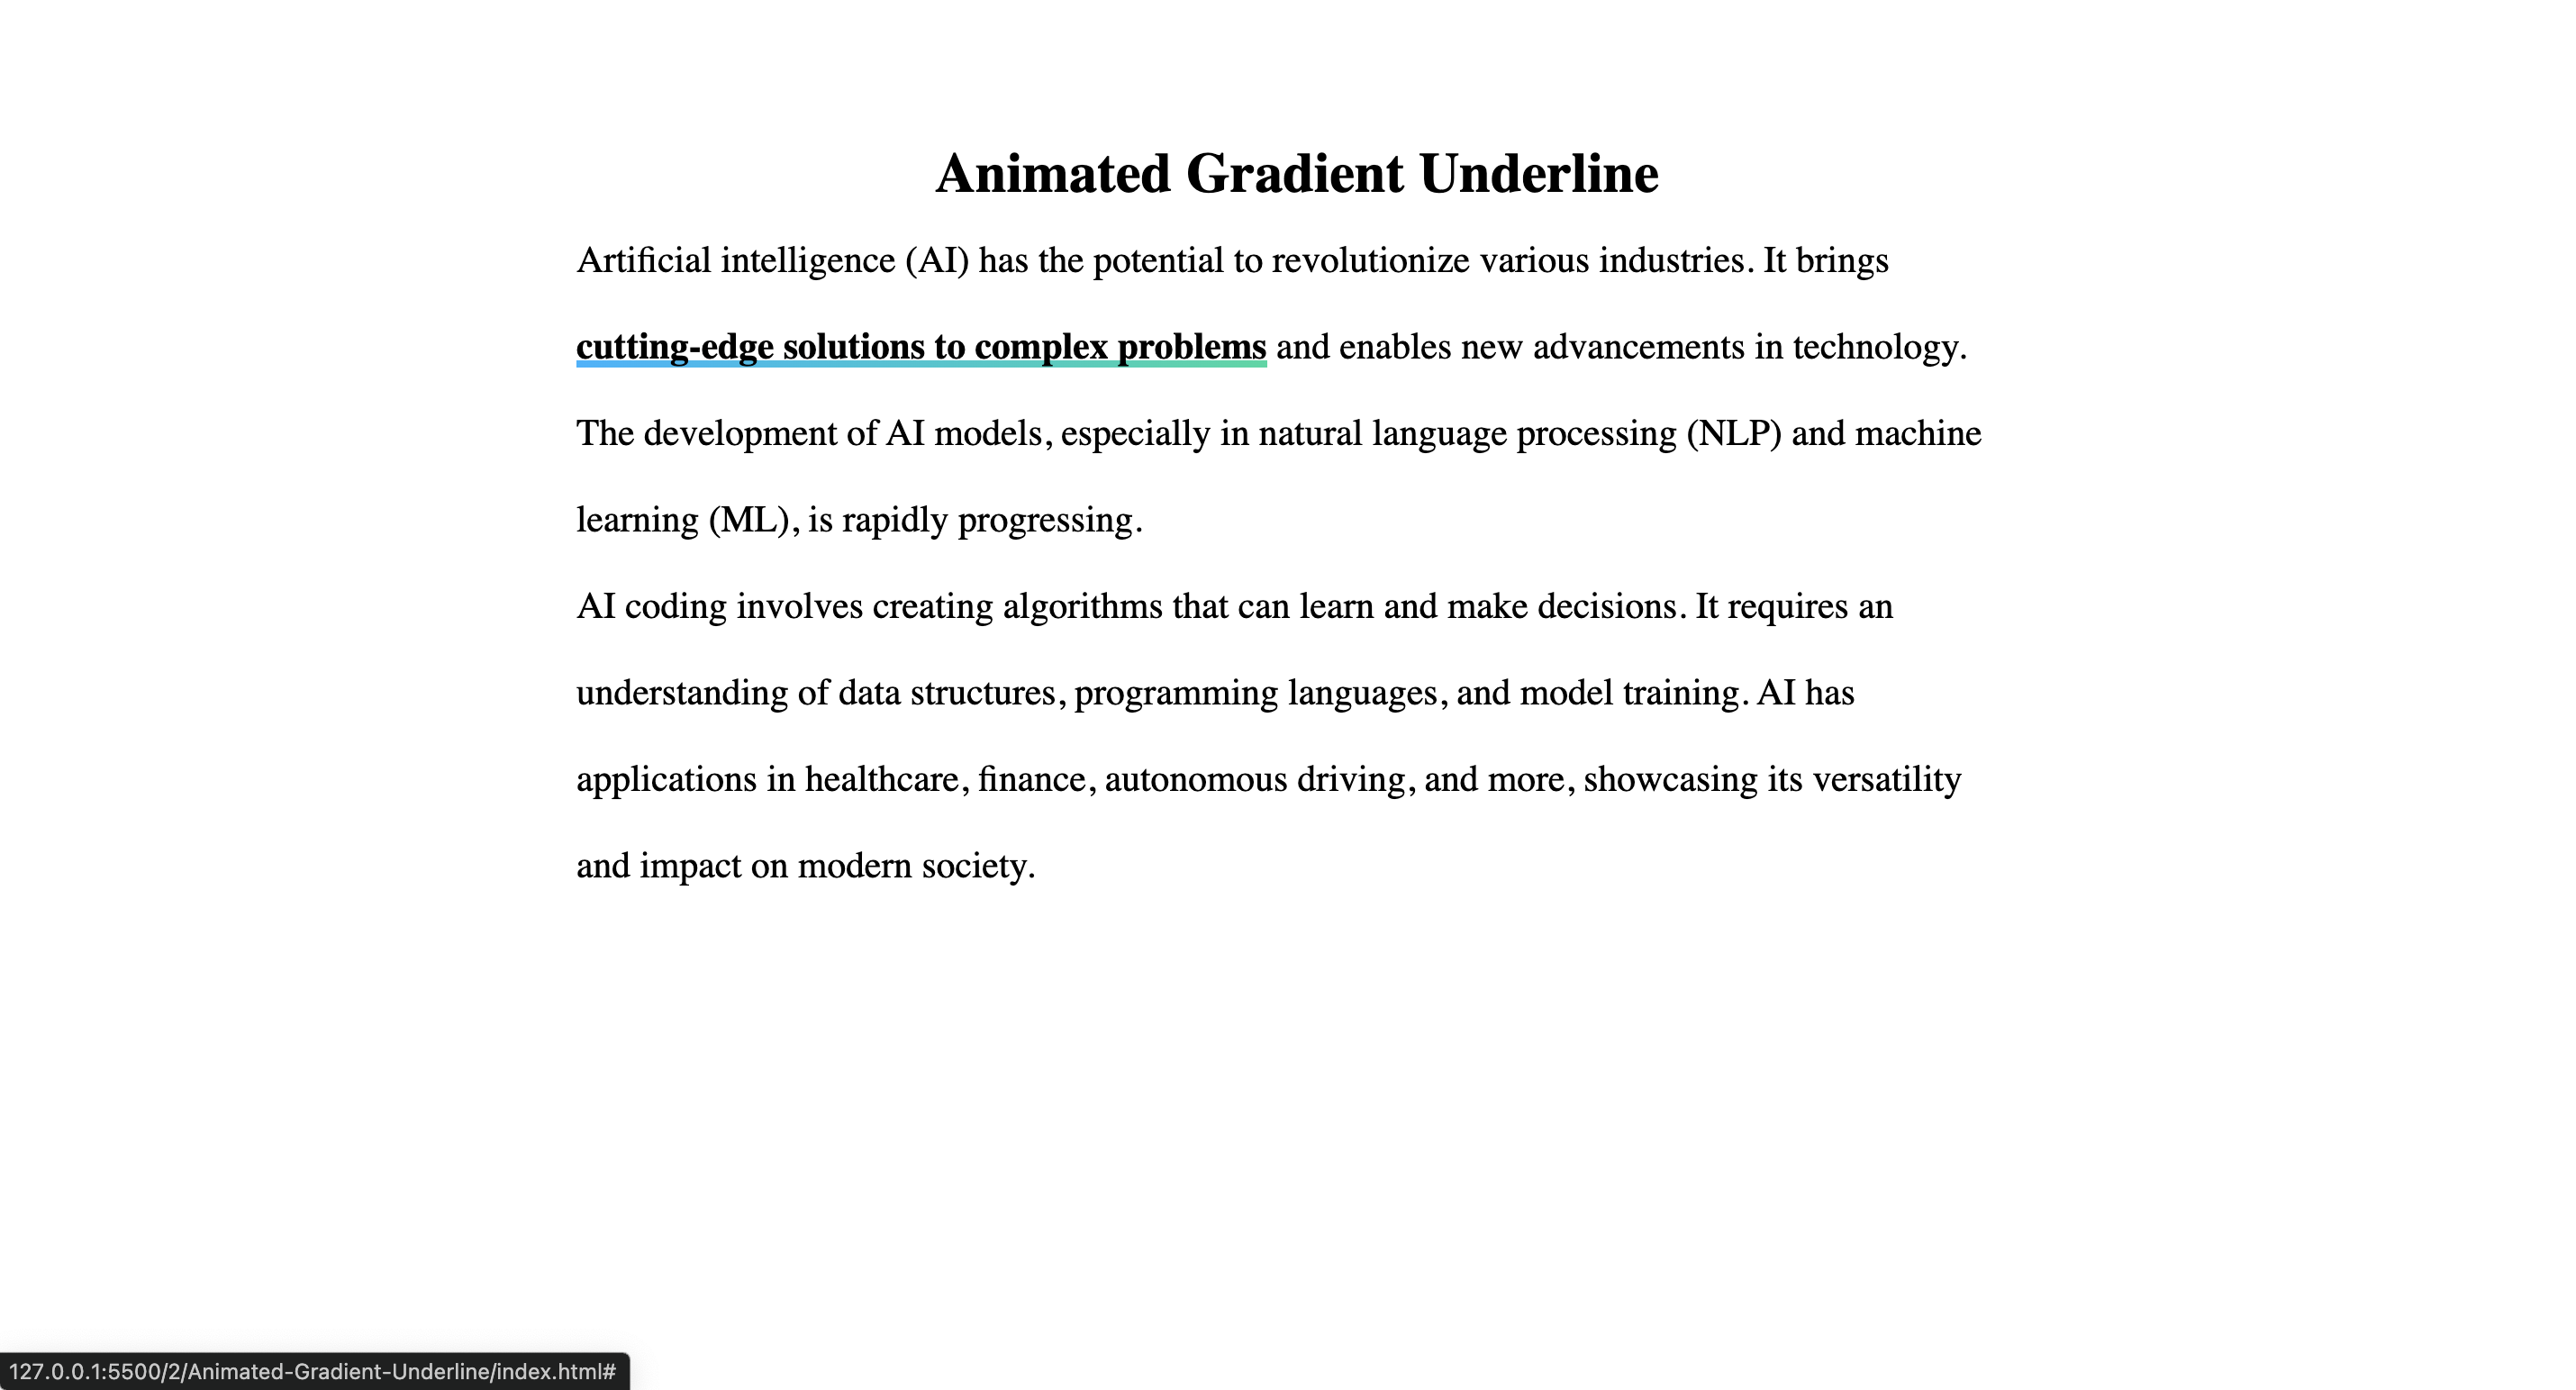 Animated Gradient Underline
Artificial intelligence (AI) has the potential to revolutionize various industries. It brings
cutting-edge solutions to complex problems and enables new advancements in technology.
The development of AI models, especially in natural language processing (NLP) and machine
learning (ML), is rapidly progressing.
AI coding involves creating algorithms that can learn and make decisions. It requires an
understanding of data structures, programming languages, and model training. AI has
applications in healthcare, finance, autonomous driving, and more, showcasing its versatility
and impact on modern society.
127.0.0.1:5500/2/Animated-Gradient-Underline/index.html#